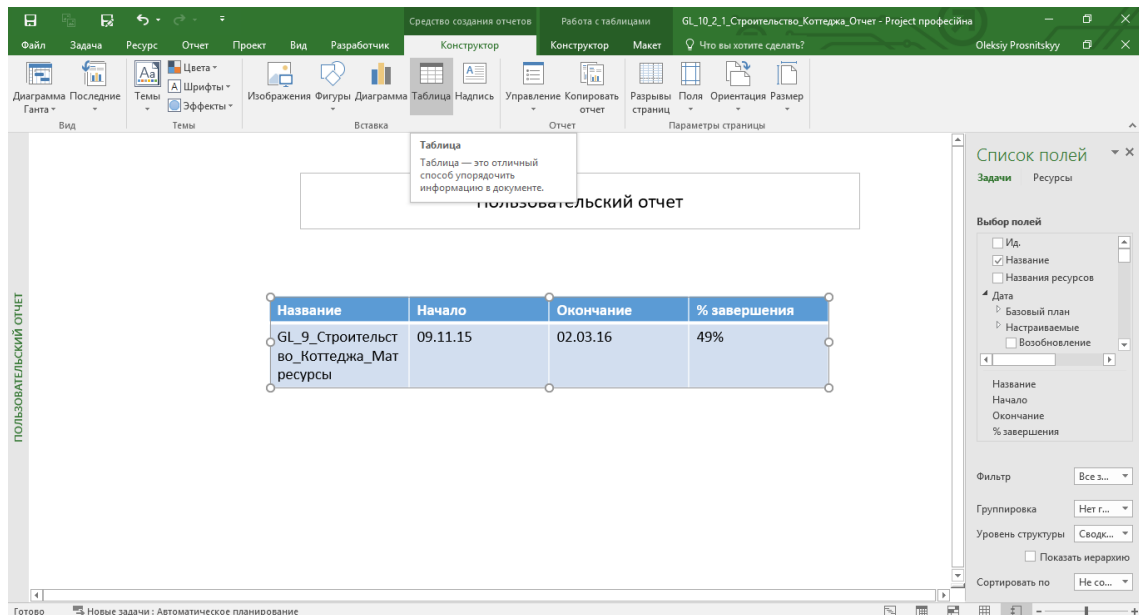 Средство создания отчетов
Работа с таблицами
GL_10_2_1_Строительство_Коттеджа_Отчет - Project професійна
Файл Задача Ресурс Отчет Проект Вид Разработчик Конструктор Конструктор Макет Что вы хотите сделать? Oleksiy Prosnitskyy
Диаграмма Ганта
Последние
Вид
Темы
Цвета
Шрифты
Эффекты
Темы
Изображения Фигуры Диаграмма Таблица Надпись
Вставка
Управление
Копировать отчет
Отчет
Разрывы страниц
Поля Ориентация Размер
Параметры страницы
Таблица
Таблица — это отличный
способ упорядочить
информацию в документе.
Пользовательский отчет
ПОЛЬЗОВАТЕЛЬСКИЙ ОТЧЕТ
Название Начало Окончание % завершения
GL_9_Строительст 09.11.15 02.03.16 49%
во_Коттеджа_Мат
ресурсы
Список полей
Задачи Ресурсы
Выбор полей
Ид.
Название
Названия ресурсов
Дата
Базовый план
Настраиваемые
Возобновление
Название
Начало
Окончание
% завершения
Фильтр Все з...
Группировка Нет г...
Уровень структуры Сводк...
Показать иерархию
Сортировать по Не со...
Готово Новые задачи : Автоматическое планирование